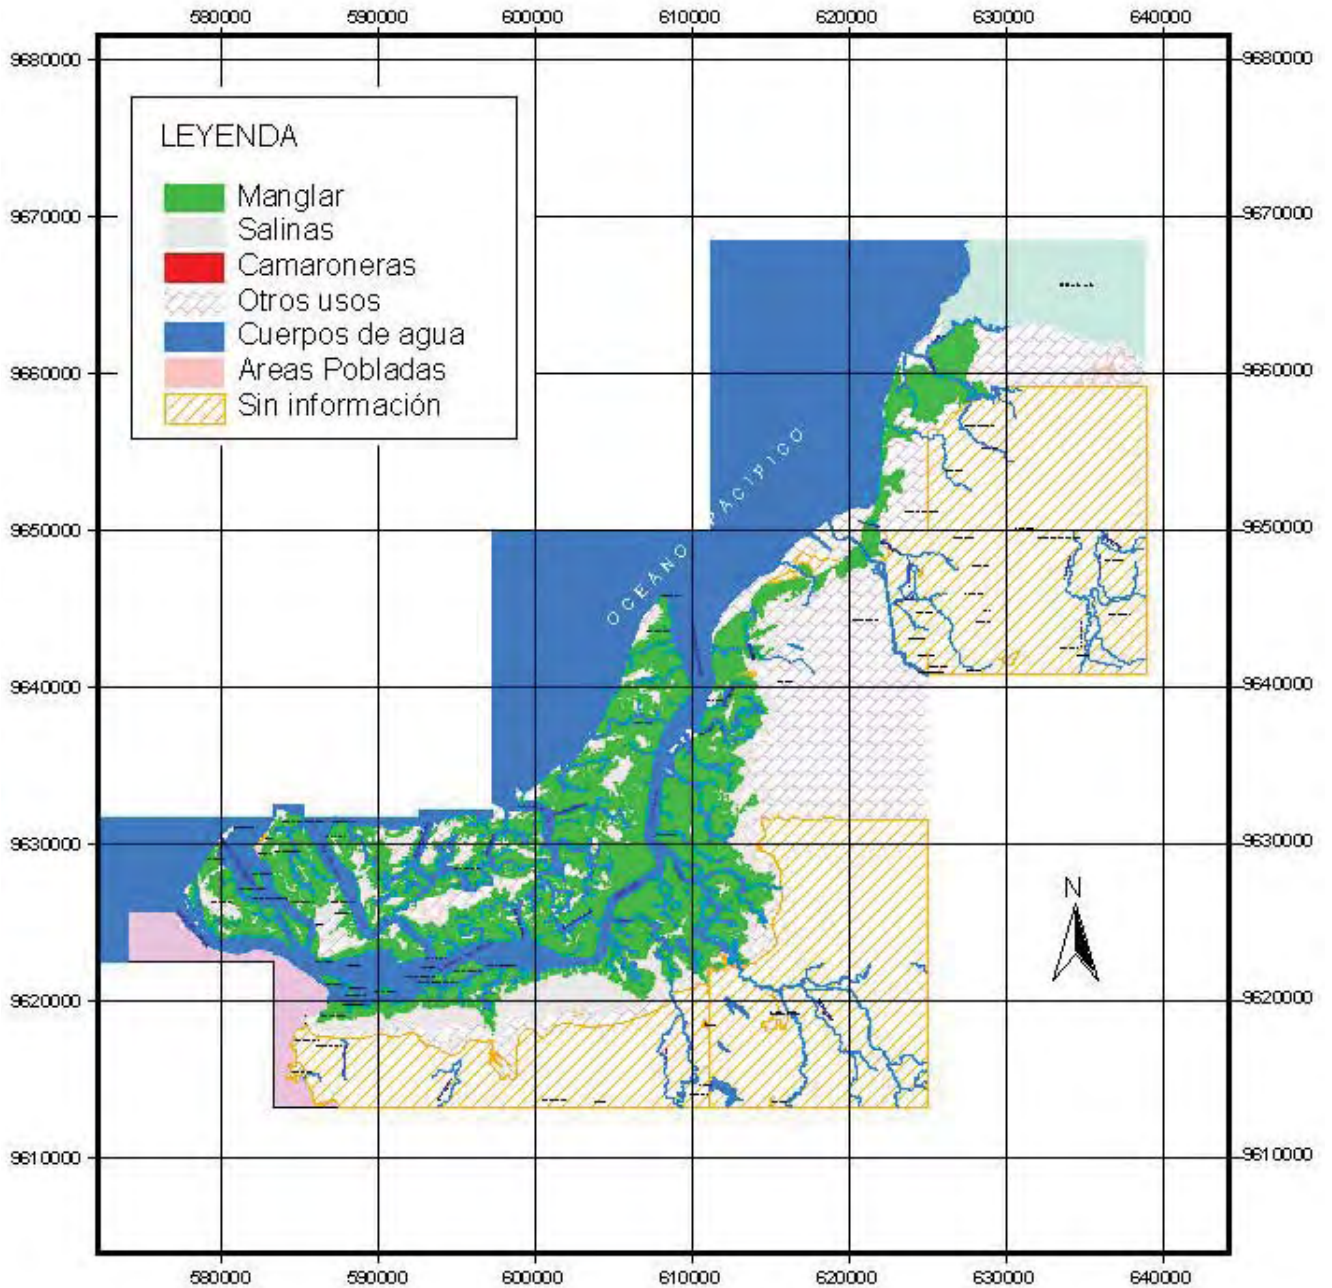 580000 590000 600000 610000 620000 630000 640000
9680000 9680000
LEYENDA
Manglar
9670000 9670000
Salinas
Camaroneras
Otros usos
Cuerpos de agua
Areas Pobladas
9660000 9660000
Sin información
OCEANO PACIPICO
9650000 9650000
9640000 9640000
9630000 9630000
N
9620000 9620000
9610000 9610000
580000 590000 600000 610000 620000 630000 640000